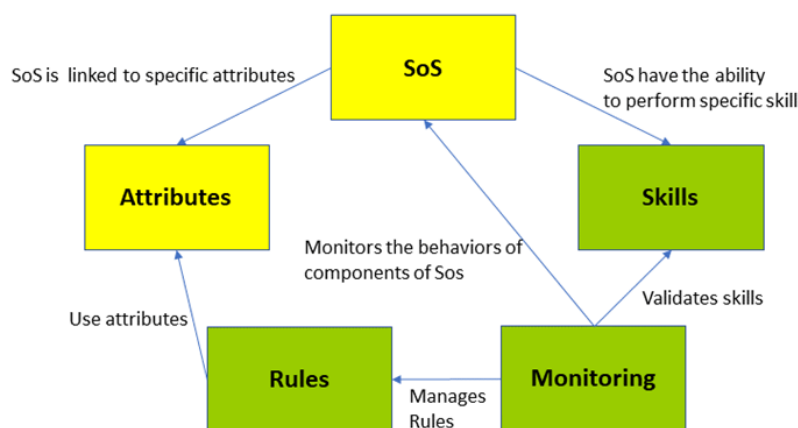 SoS
SoS is  linked to specific attributes
SoS have the ability
to perform specific skill
Attributes
Skills
Monitors the behaviors of
components of Sos
Use attributes
Validates skills
Rules
Monitoring
Manages
Rules